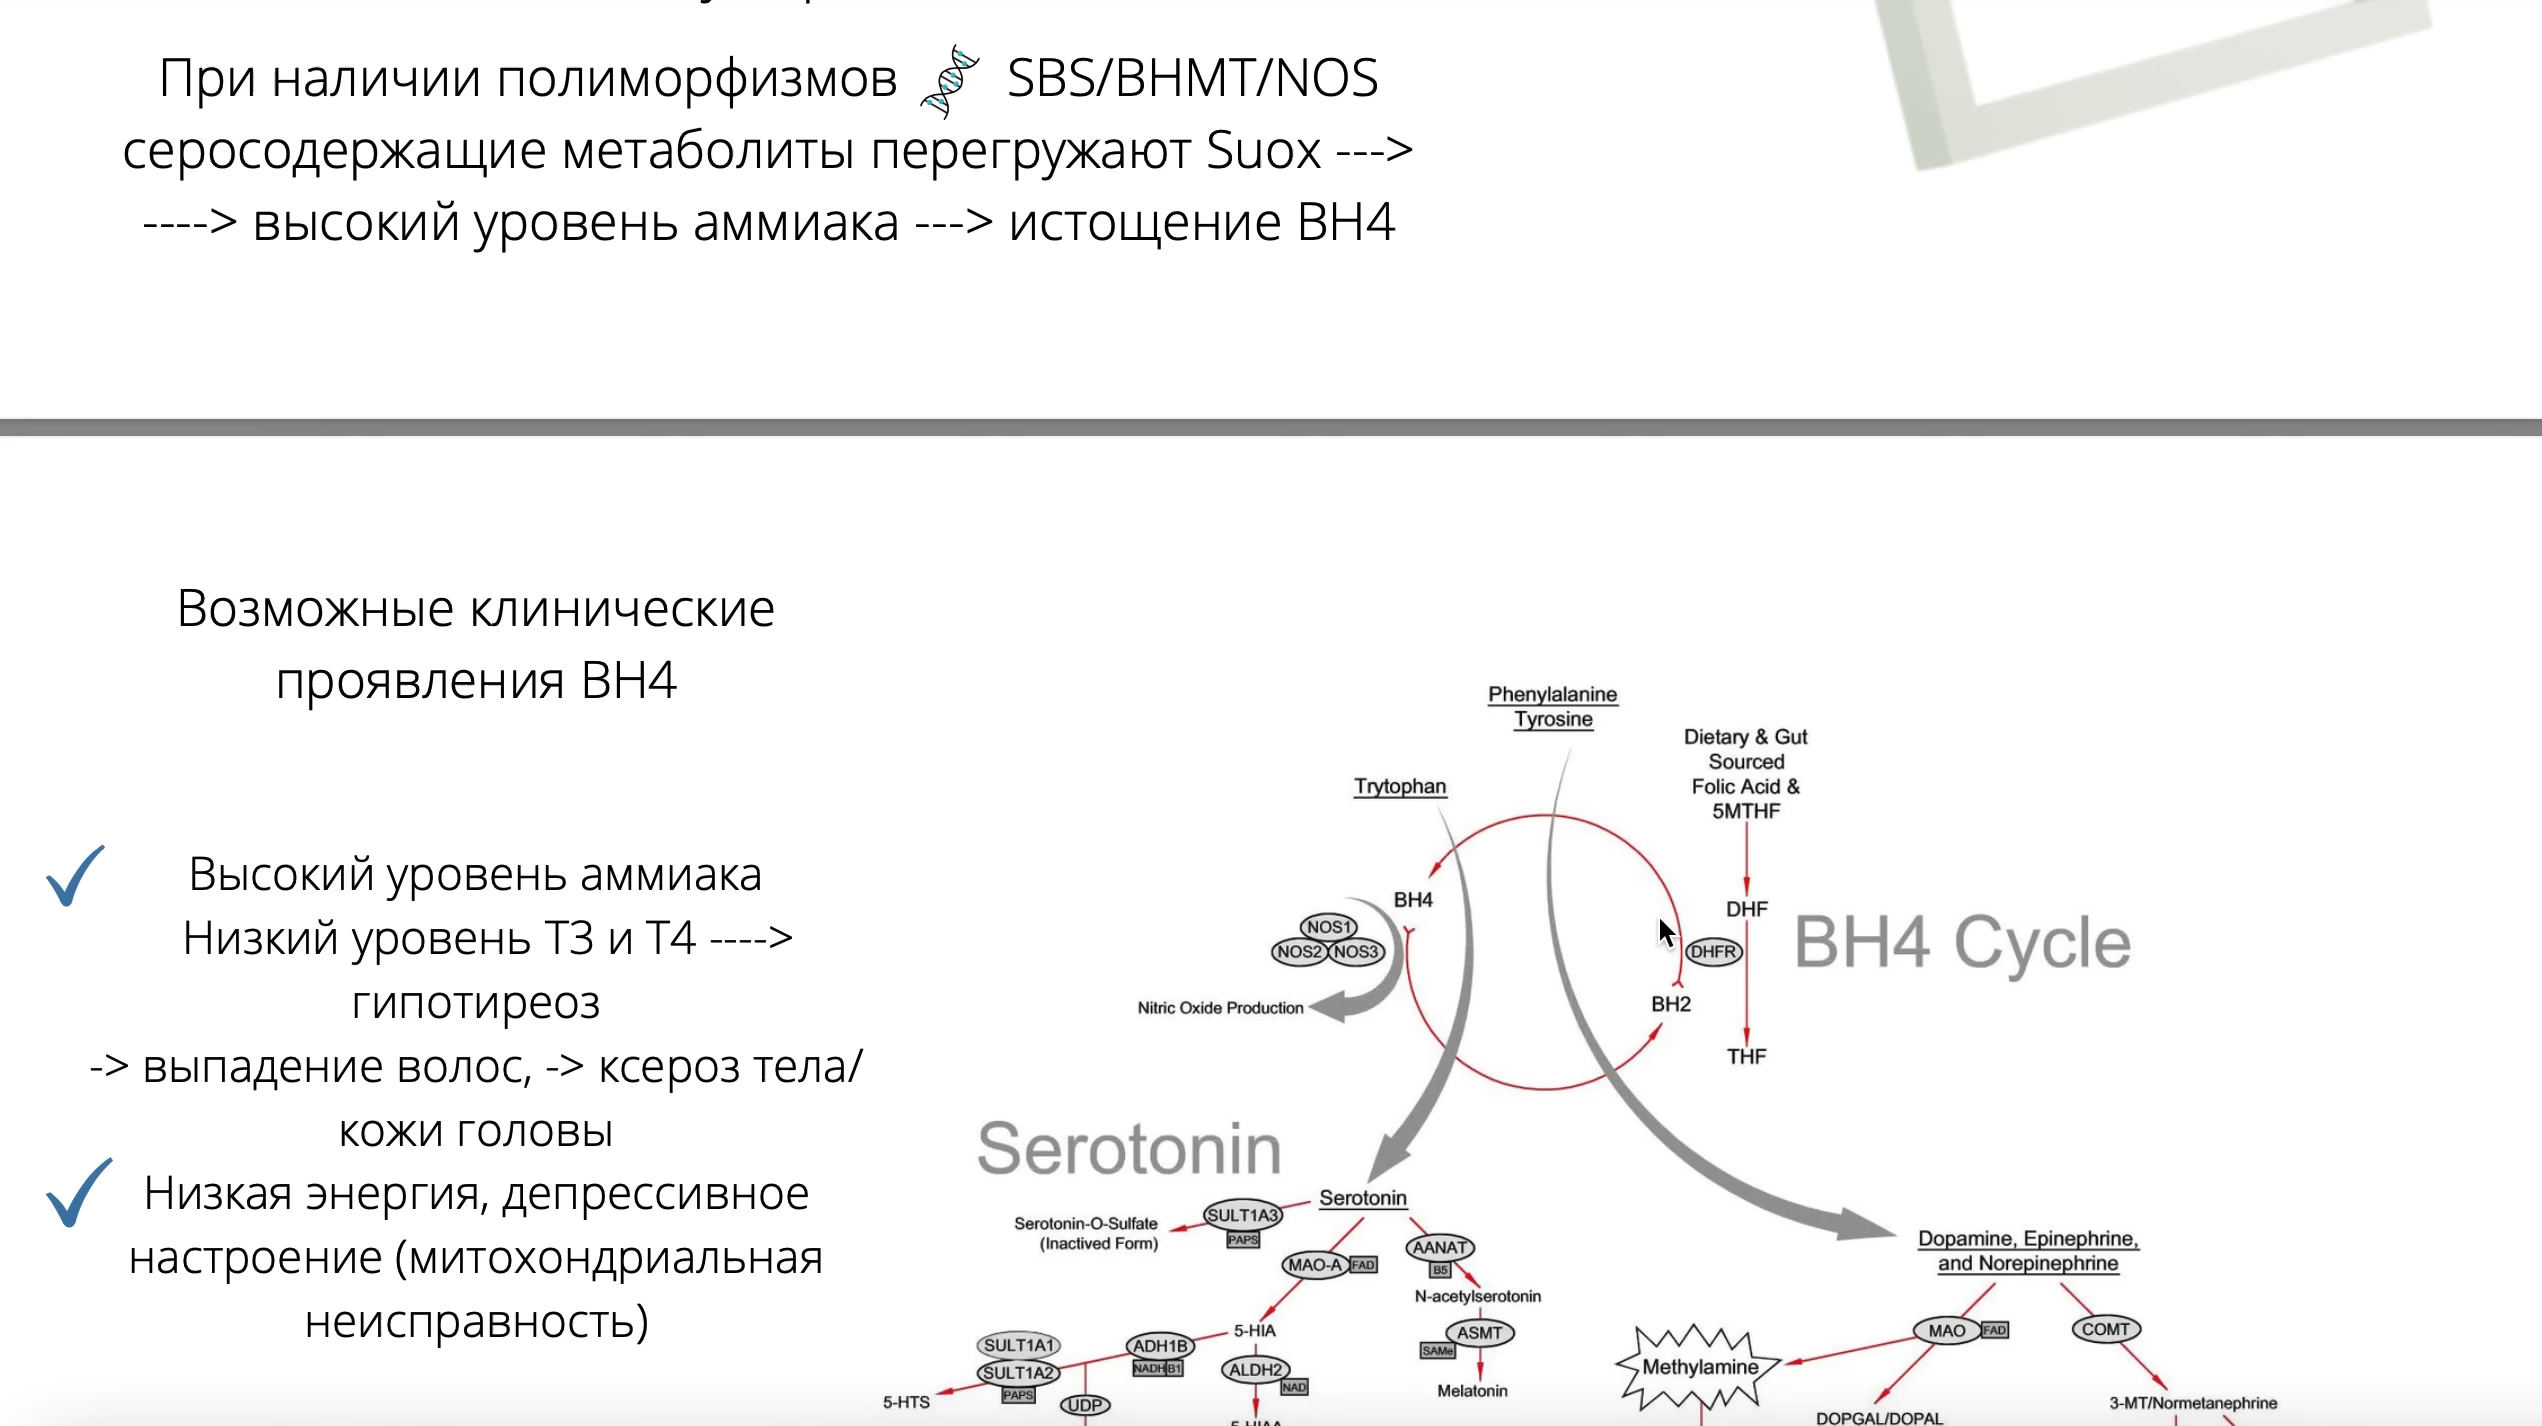 При наличии полиморфизмов SBS/BHMT/NOS
серосодержащие метаболиты перегружают Suox --->
----> высокий уровень аммиака ---> истощение BH4
Возможные клинические
проявления BH4
Высокий уровень аммиака
Низкий уровень Т3 и Т4 ---->
гипотиреоз
-> выпадение волос, -> ксероз тела/
кожи головы
Низкая энергия, депрессивное
настроение (митохондриальная
неисправность)
Phenylalanine
Tyrosine
Trytophan
Dietary & Gut
Sourced
Folic Acid &
5MTHF
BH4
DHF
NOS1
NOS2 NOS3
DHFR
BH4 Cycle
Nitric Oxide Production
BH2
THF
Serotonin
Serotonin
SULT1A3
PAPS
Serotonin-O-Sulfate
(Inactived Form)
MAO-A FAD
AANAT
B5
N-acetylserotonin
Dopamine, Epinephrine,
and Norepinephrine
5-HIA
ASMT
SAMe
MAO FAD
COMT
SULT1A1
SULT1A2
PAPS
ADH1B
NADH B1
ALDH2
NAD
Methylamine
Melatonin
5-HTS
UDP
3-MT/Normetanephrine
DOPGAL/DOPAL
5-HIAA